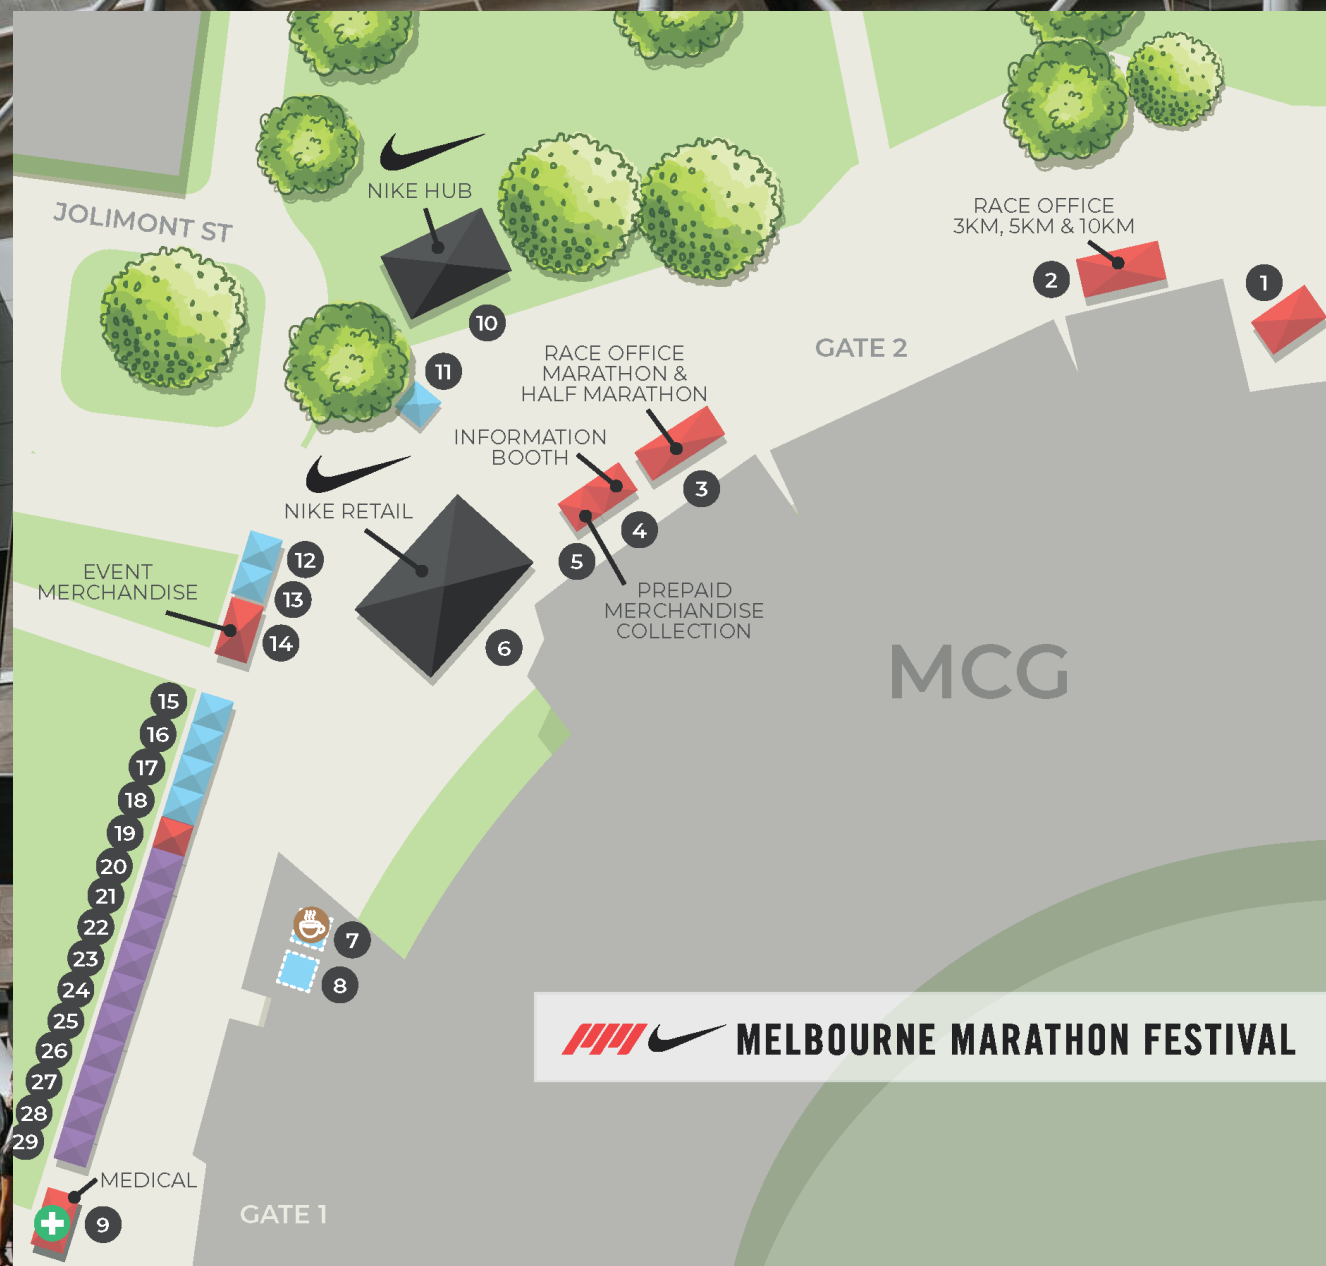 JOLIMONT ST
NIKE HUB
10
11
RACE OFFICE
3KM, 5KM & 10KM
2
1
GATE 2
RACE OFFICE
MARATHON &
HALF MARATHON
3
INFORMATION
BOOTH
4
5
PREPAID
MERCHANDISE
COLLECTION
NIKE RETAIL
6
12
13
EVENT
MERCHANDISE
14
MCG
15
16
17
18
19
20
21
22
23
24
25
26
27
28
29
7
8
MELBOURNE MARATHON FESTIVAL
MEDICAL
9
GATE 1